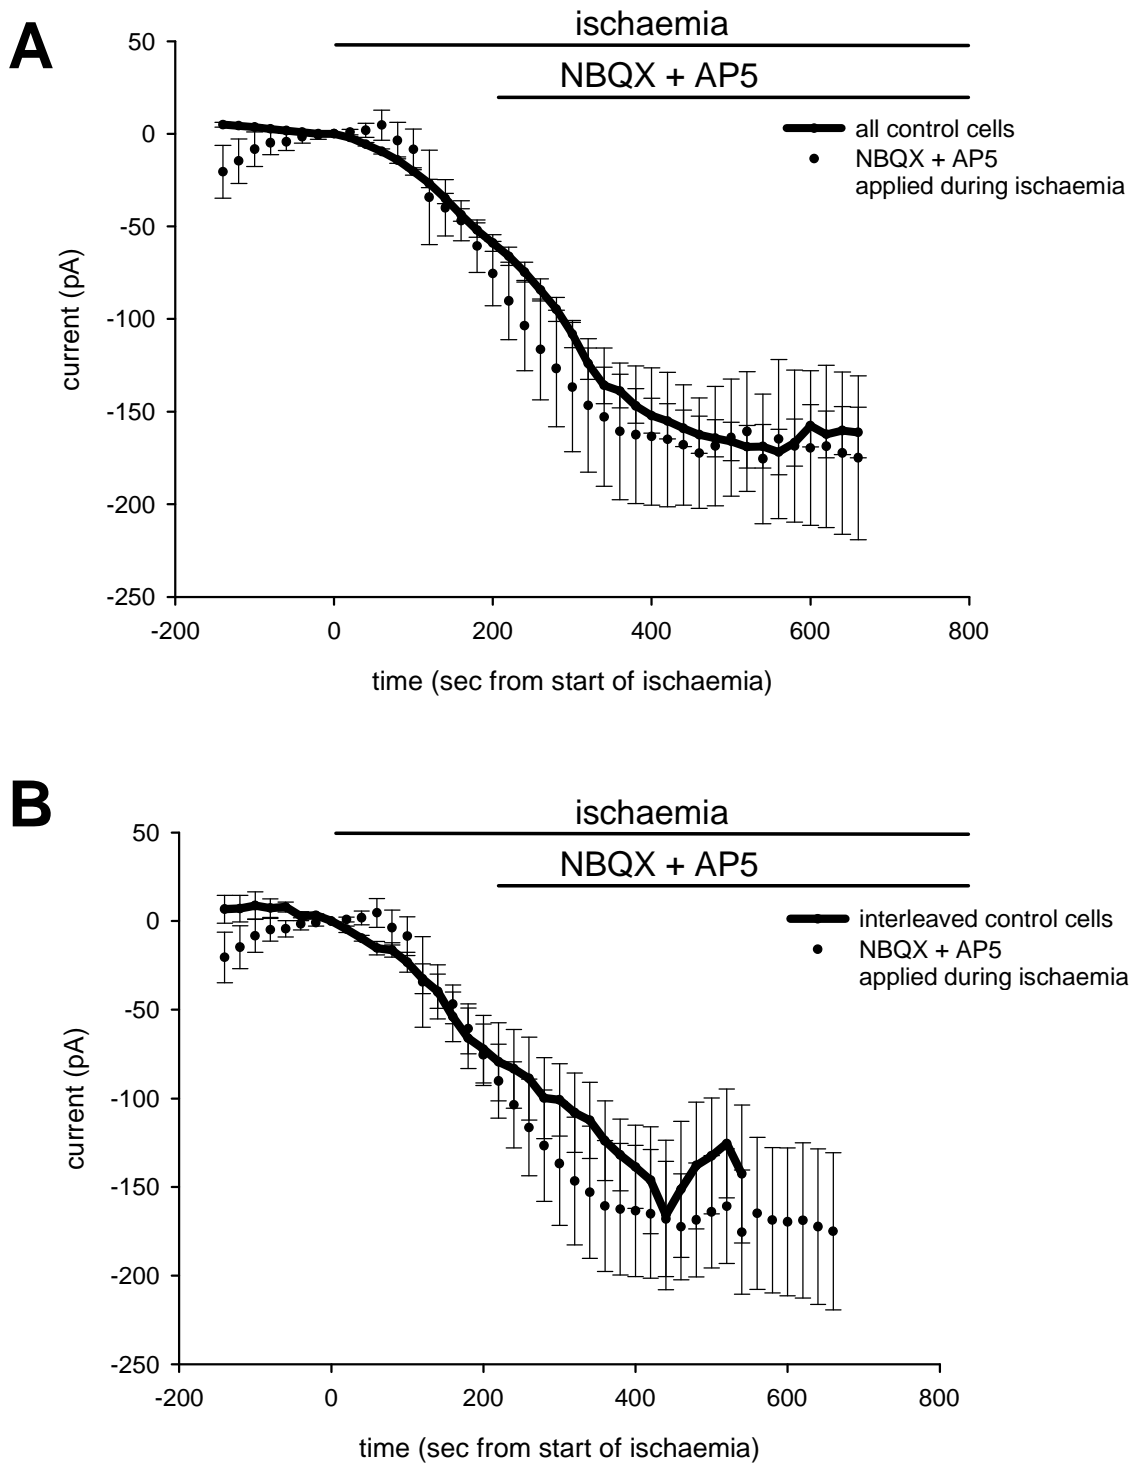 A
ischaemia
NBQX + AP5
50
0
-50
-100
-150
-200
-250
current (pA)
all control cells
NBQX + AP5
applied during ischaemia
-200
0
200
400
600
800
time (sec from start of ischaemia)
B
ischaemia
NBQX + AP5
50
0
-50
-100
-150
-200
-250
current (pA)
interleaved control cells
NBQX + AP5
applied during ischaemia
-200
0
200
400
600
800
time (sec from start of ischaemia)